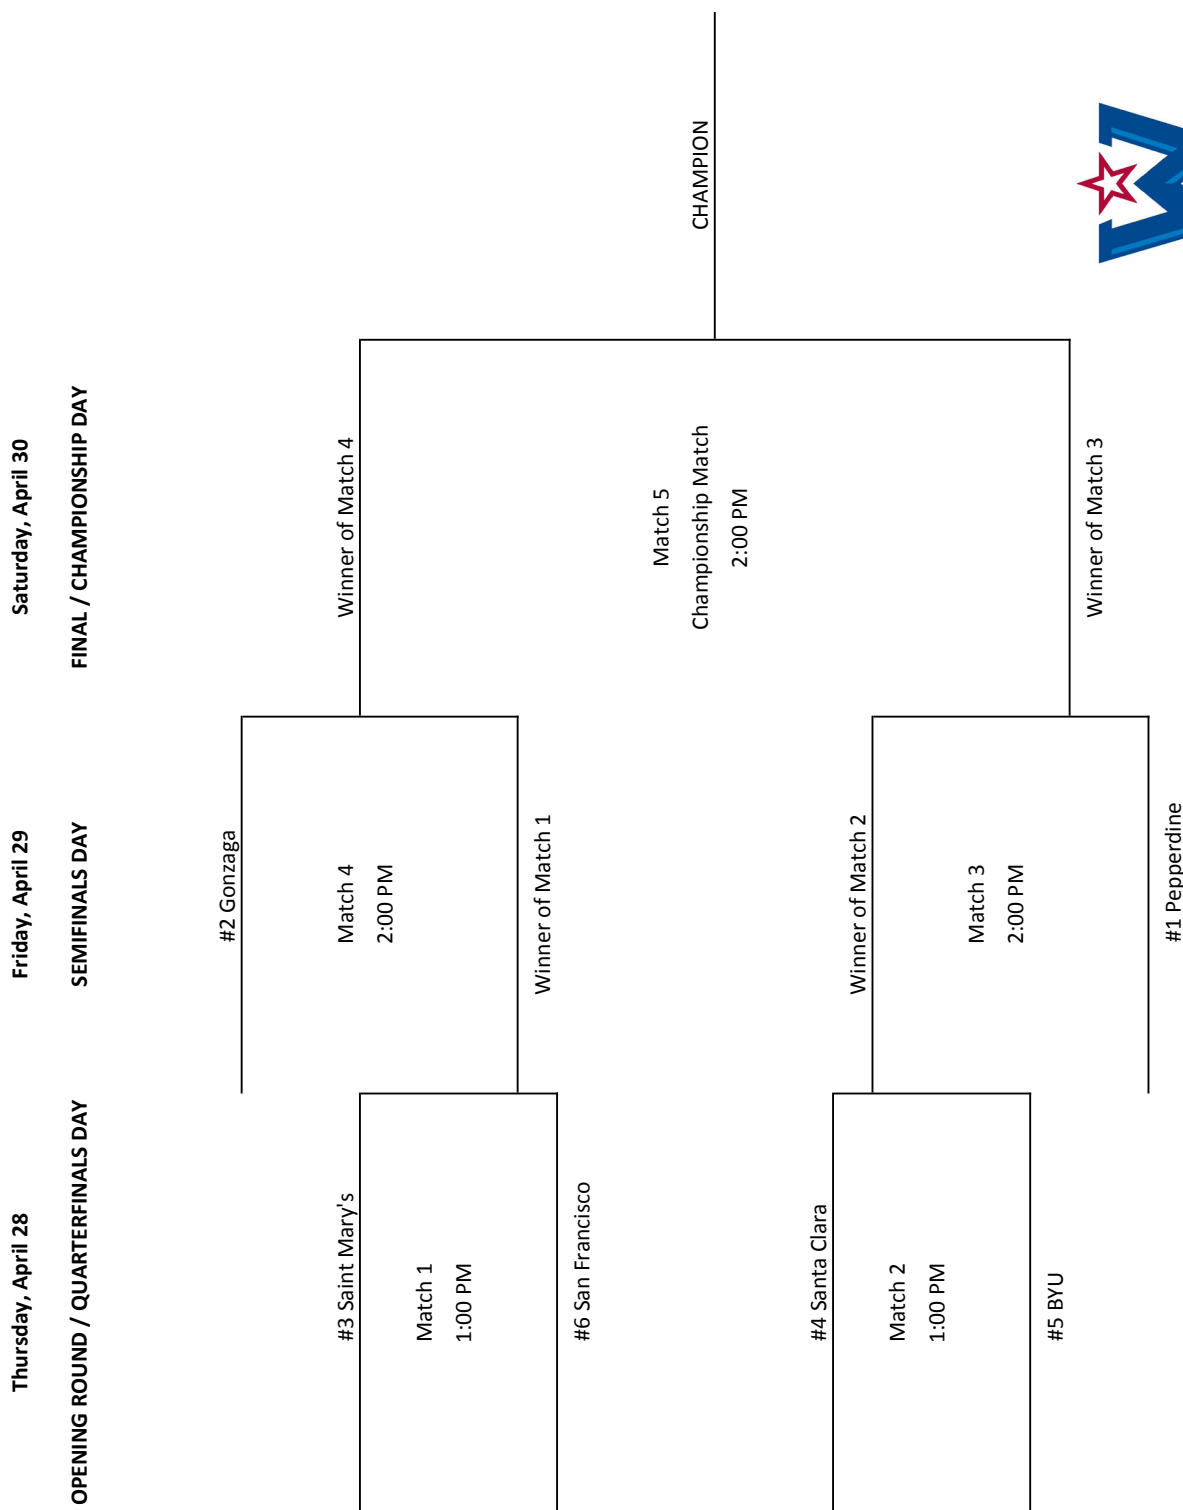 Thursday, April 28
OPENING ROUND / QUARTERFINALS DAY
Friday, April 29
SEMIFINALS DAY
Saturday, April 30
FINAL / CHAMPIONSHIP DAY
#3 Saint Mary's
Match 1
1:00 PM
#6 San Francisco
#4 Santa Clara
Match 2
1:00 PM
#5 BYU
#2 Gonzaga
Match 4
2:00 PM
Winner of Match 1
Winner of Match 2
Match 3
2:00 PM
#1 Pepperdine
Winner of Match 4
Match 5
Championship Match
2:00 PM
Winner of Match 3
CHAMPION